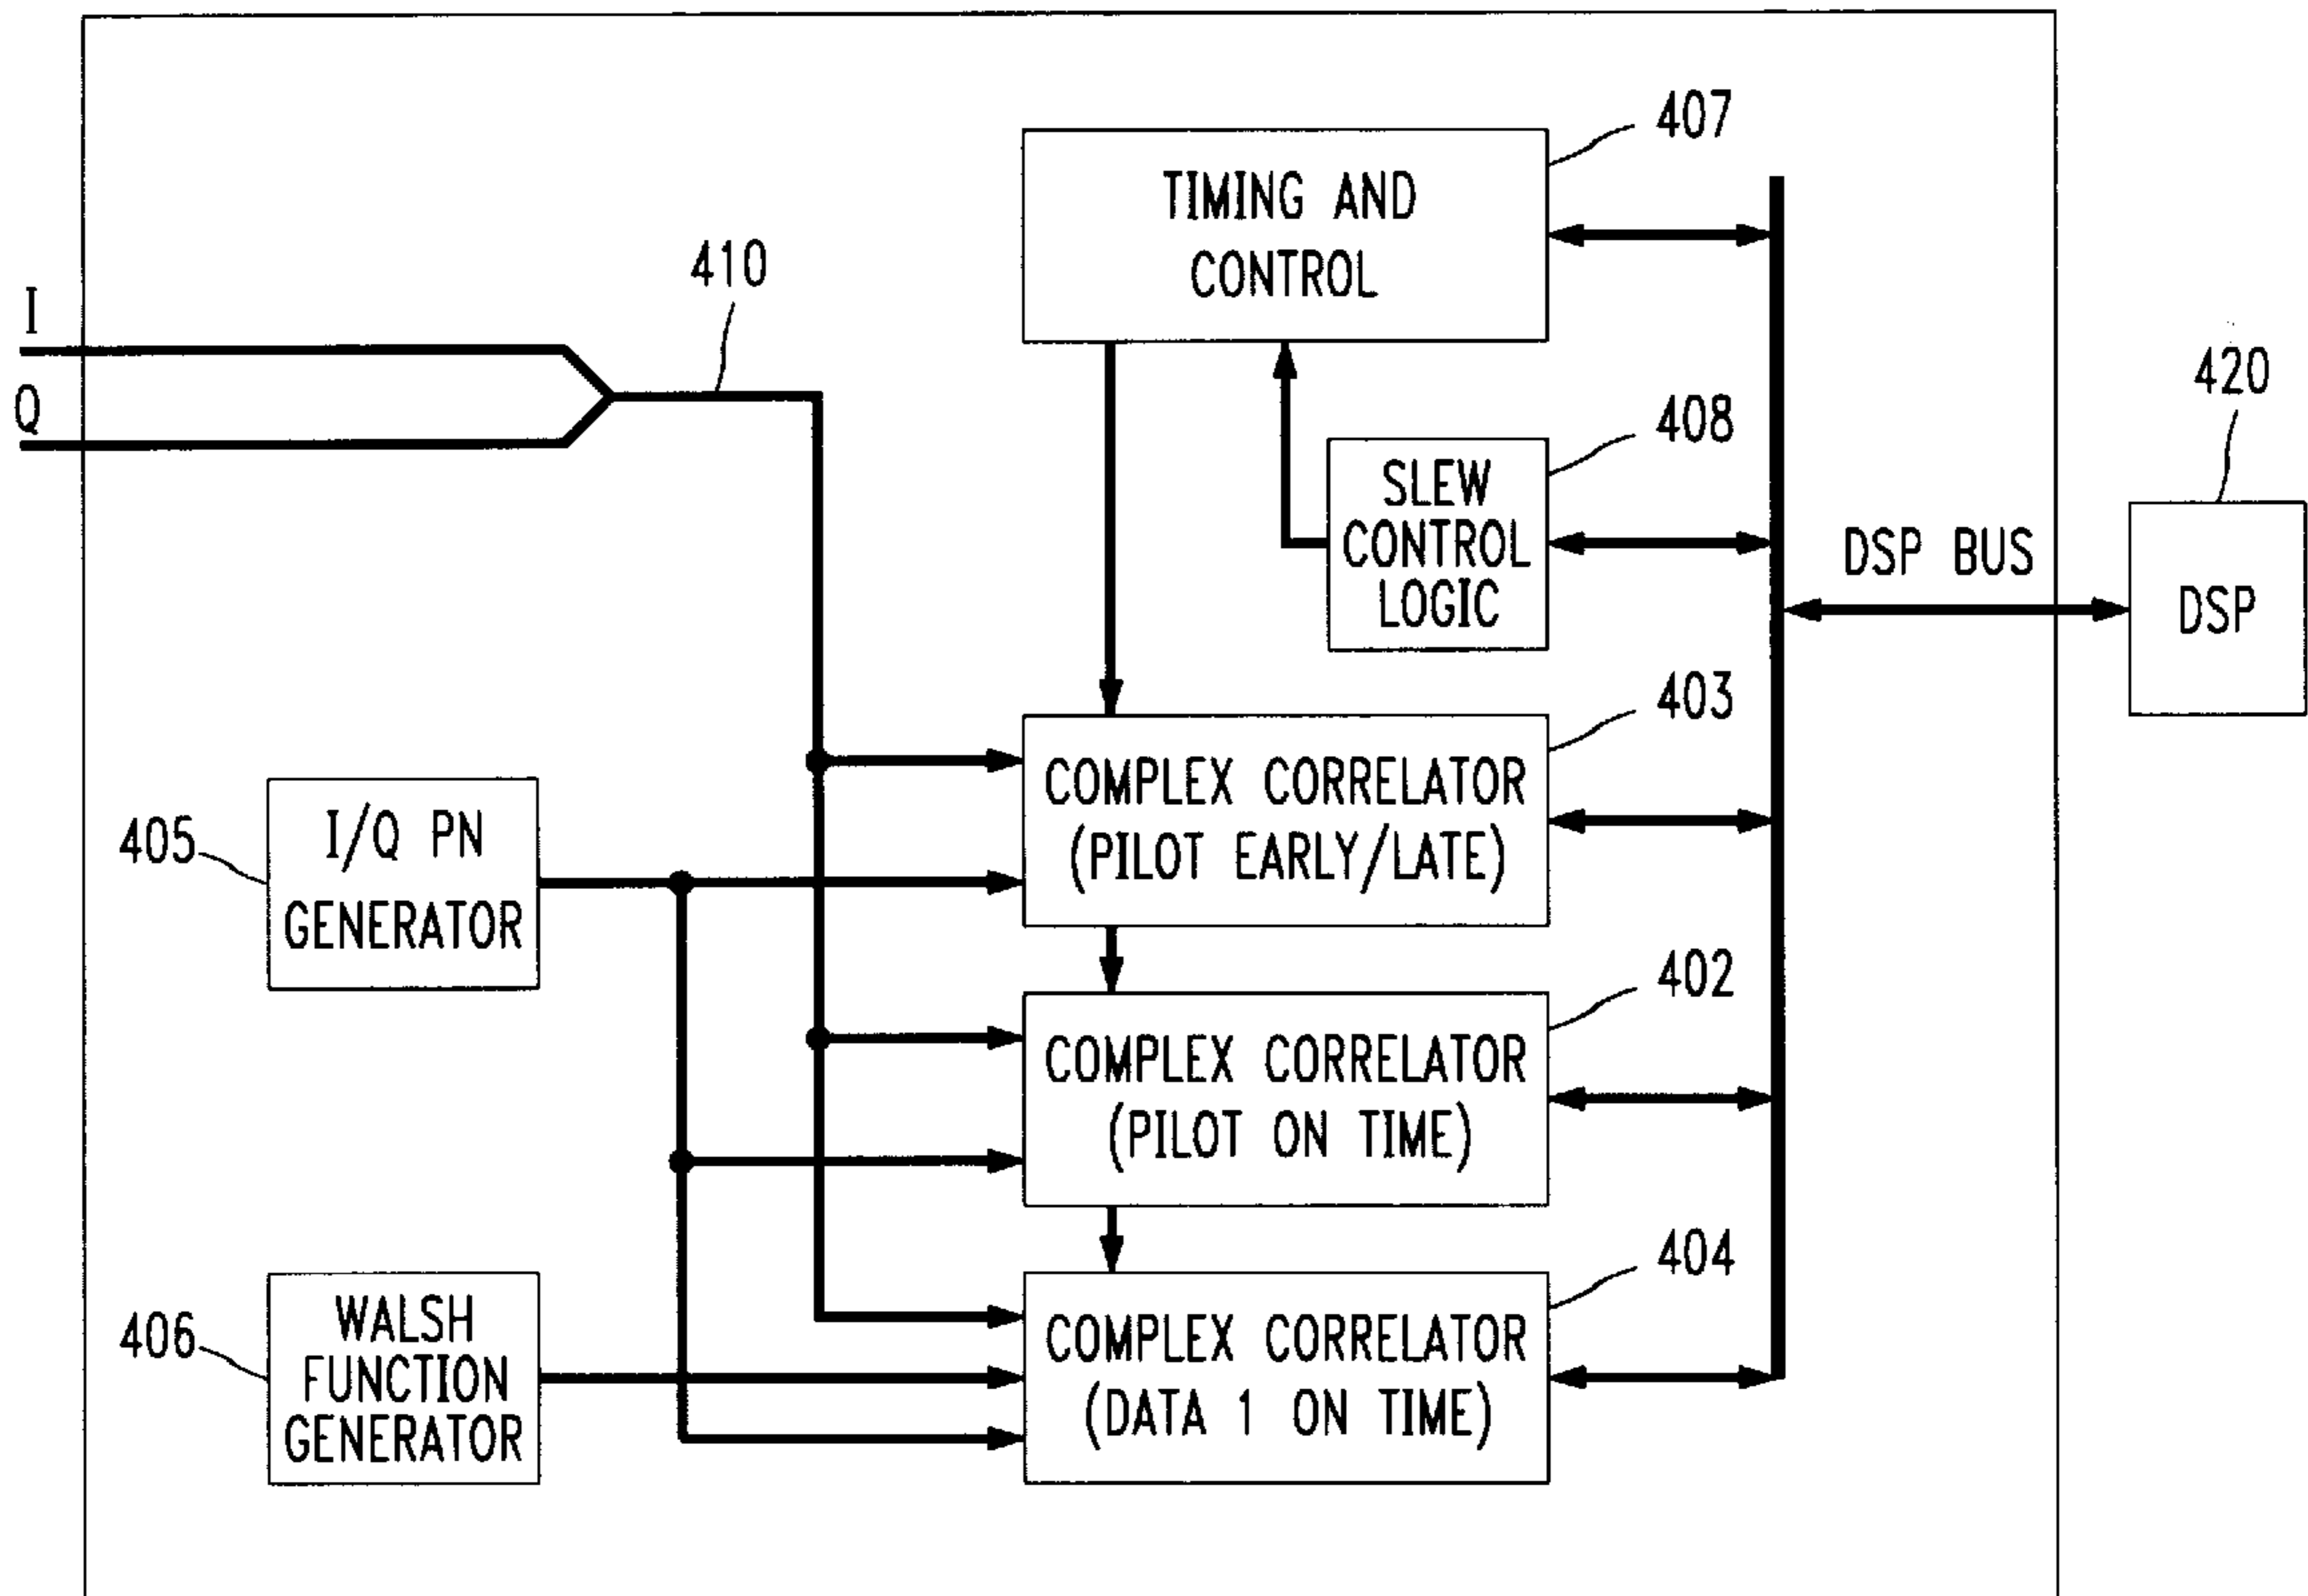 407
TIMING AND
CONTROL
410
I
Q
408
SLEW
CONTROL
LOGIC
420
DSP BUS
DSP
403
COMPLEX CORRELATOR
(PILOT EARLY/LATE)
405
I/Q PN
GENERATOR
402
COMPLEX CORRELATOR
(PILOT ON TIME)
404
COMPLEX CORRELATOR
(DATA 1 ON TIME)
406
WALSH
FUNCTION
GENERATOR